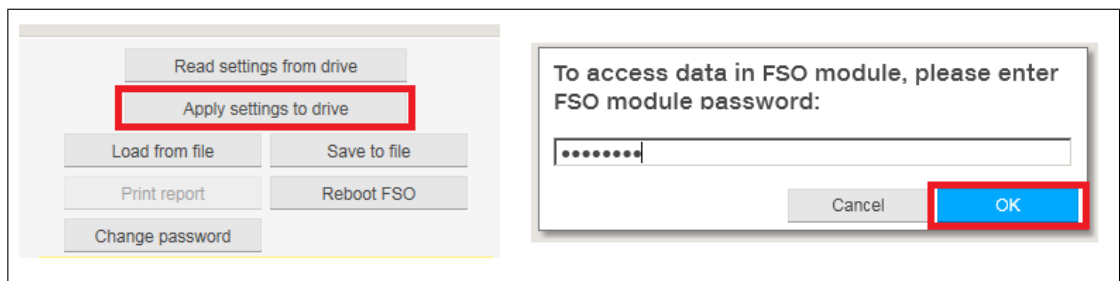 Read settings from drive
Apply settings to drive
Load from file
Save to file
Print report
Reboot FSO
Change password
To access data in FSO module, please enter
FSO module password:
••••••••
Cancel
OK